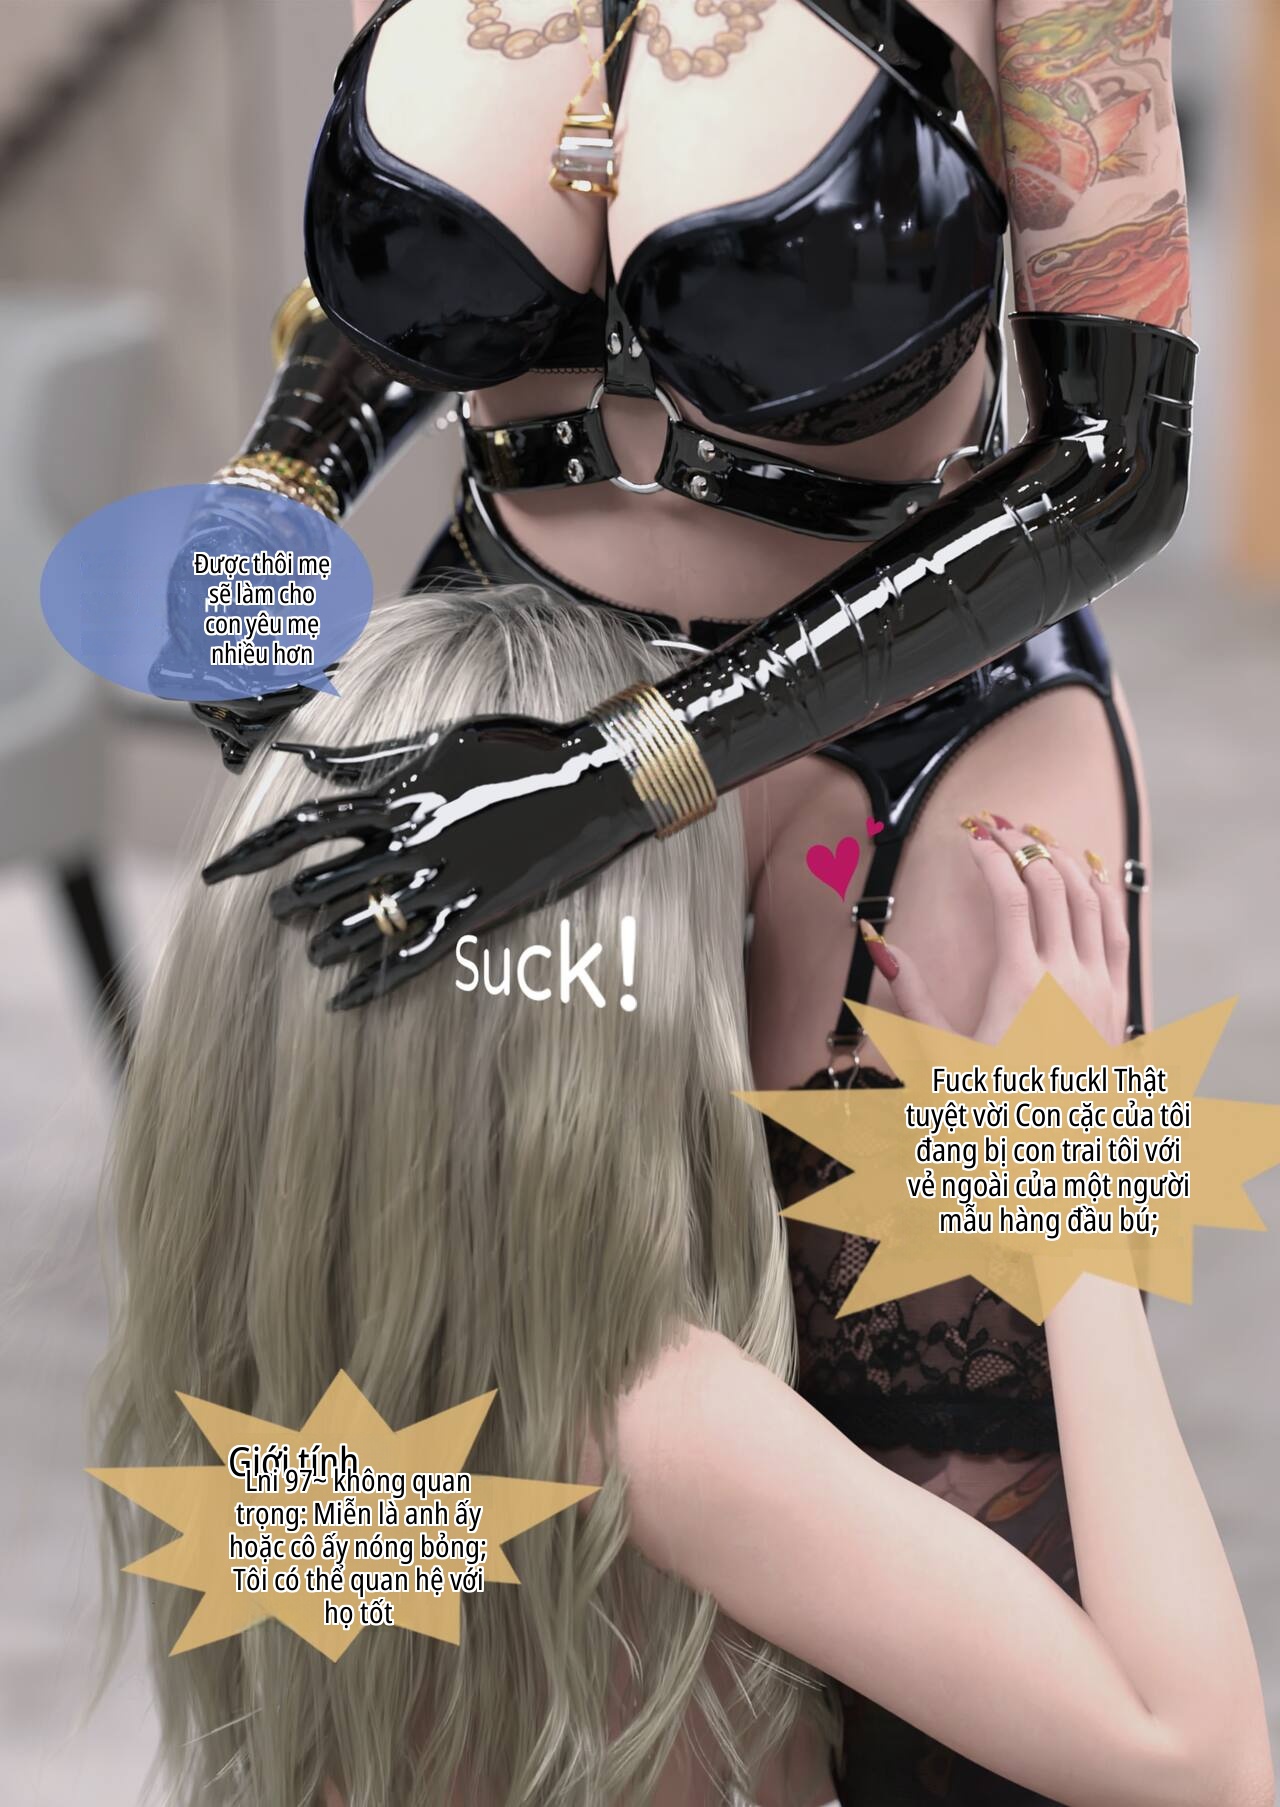 Được thôi mẹ
sẽ làm cho
con yêu mẹ
nhiều hơn
Suck!
Fuck fuck fuckl Thật
tuyệt vời Con cặc của tôi
đang bị con trai tôi với
vẻ ngoài của một người
mẫu hàng đầu bú;
Giới tính
Lni 97~ không quan
trọng: Miễn là anh ấy
hoặc cô ấy nóng bỏng;
Tôi có thể quan hệ với
họ tốt